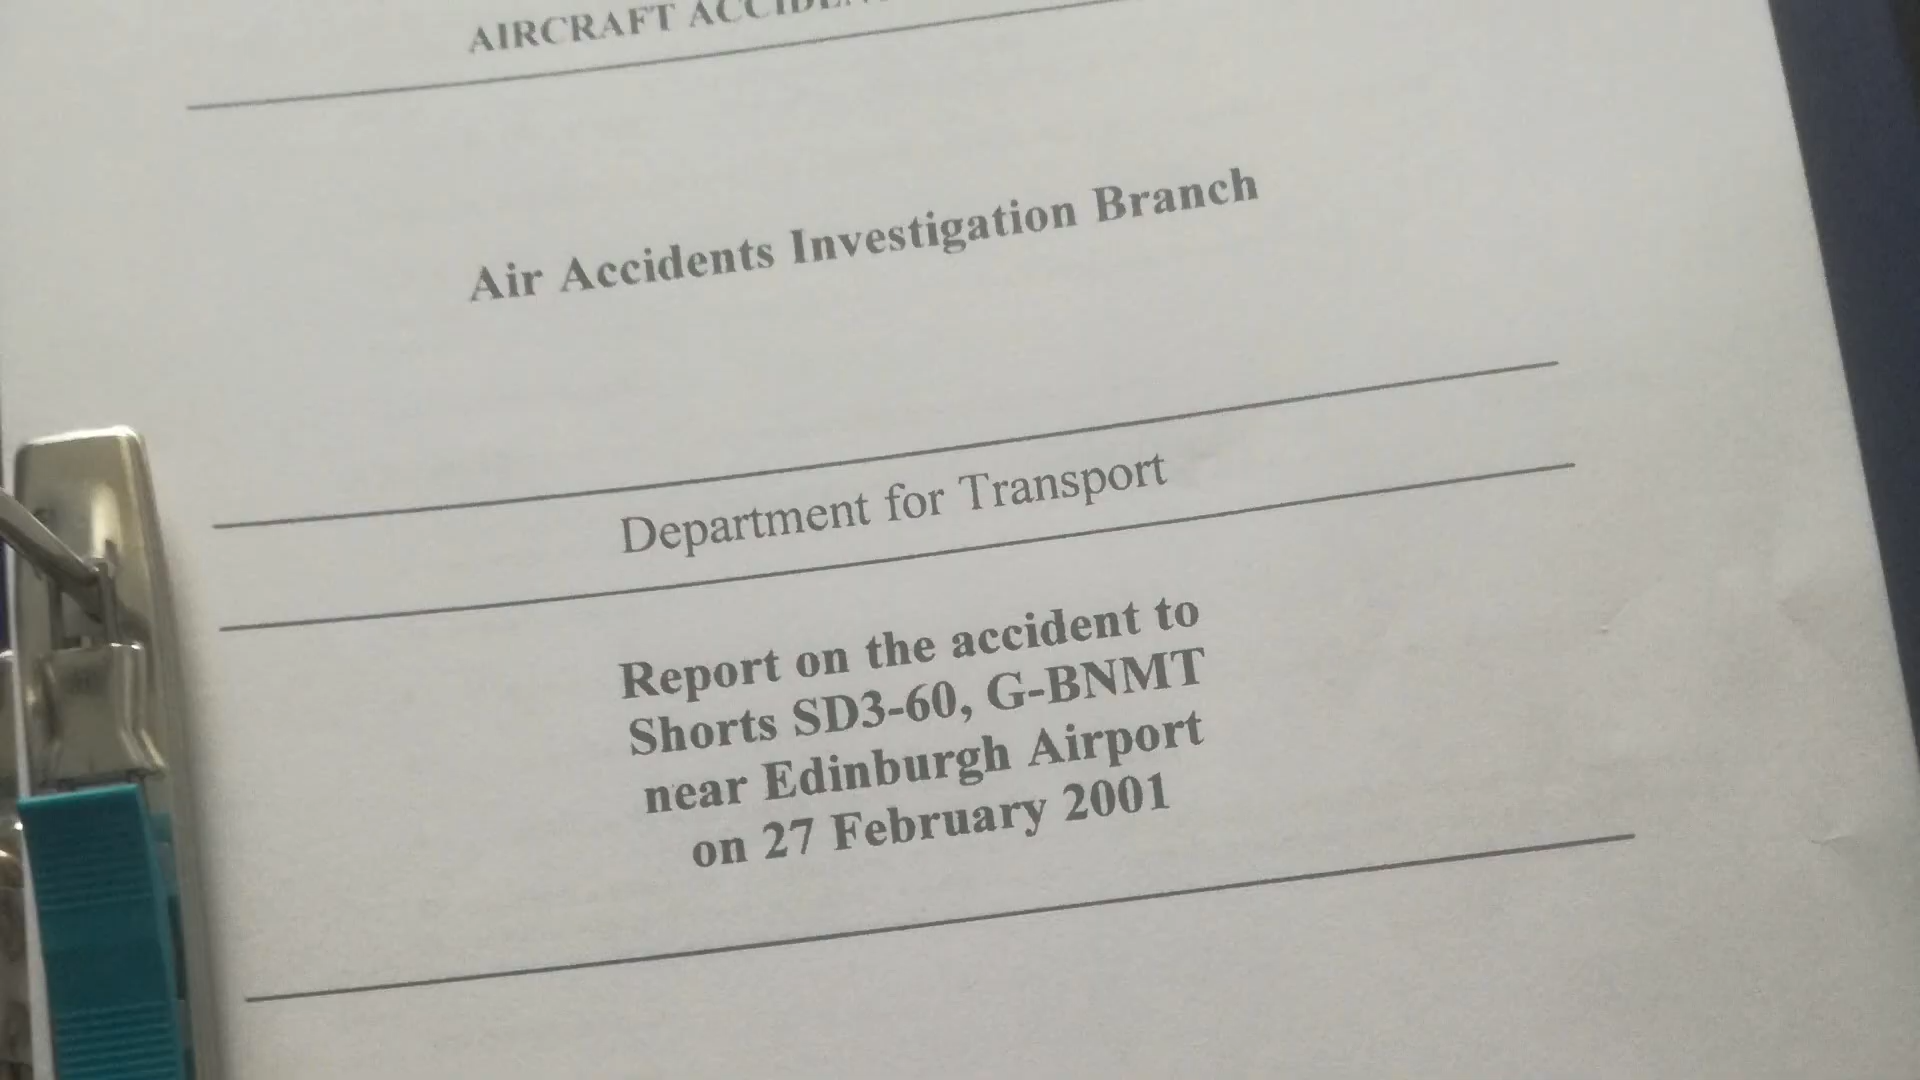 AIRCRAFT
Air Accidents Investigation Branch
Department for Transport
Report on the accident to
Shorts SD3-60, G-BNMT
near Edinburgh Airport
on 27 February 2001